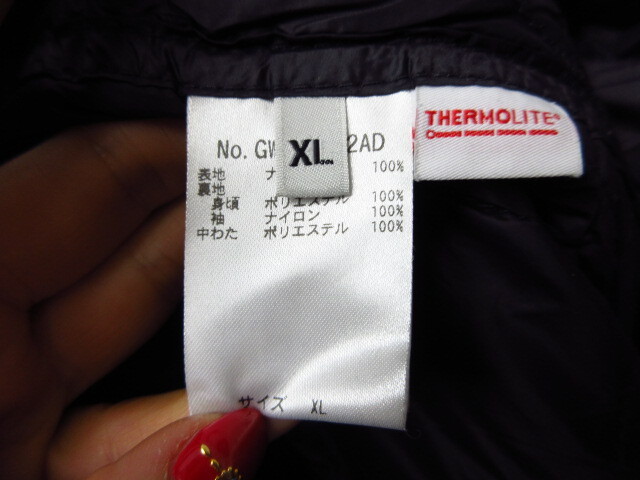 No. GW 2AD
XL
THERMOLITE®
表地 ナ 100%
裏地
身頃 ポリエステル 100%
袖 ナイロン 100%
中わた ポリエステル 100%
サイズ XL